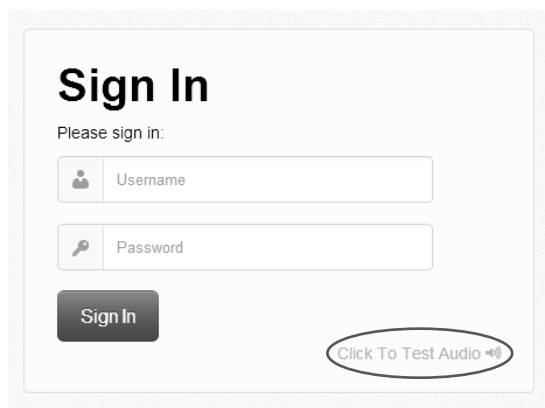 Sign In
Please sign in:
Username
Password
Sign In
Click To Test Audio